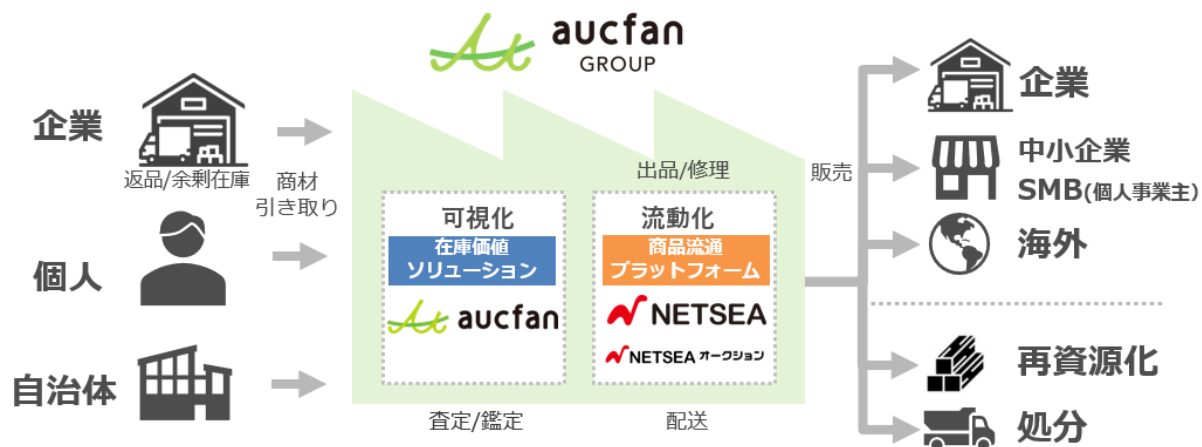 aucfan
GROUP
企業
返品/余剰在庫
商材
引き取り
個人
自治体
出品/修理
可視化
在庫価値
ソリューション
aucfan
流動化
商品流通
プラットフォーム
NETSEA
NETSEA オークション
査定/鑑定
配送
販売
企業
中小企業
SMB(個人事業主)
海外
再資源化
処分